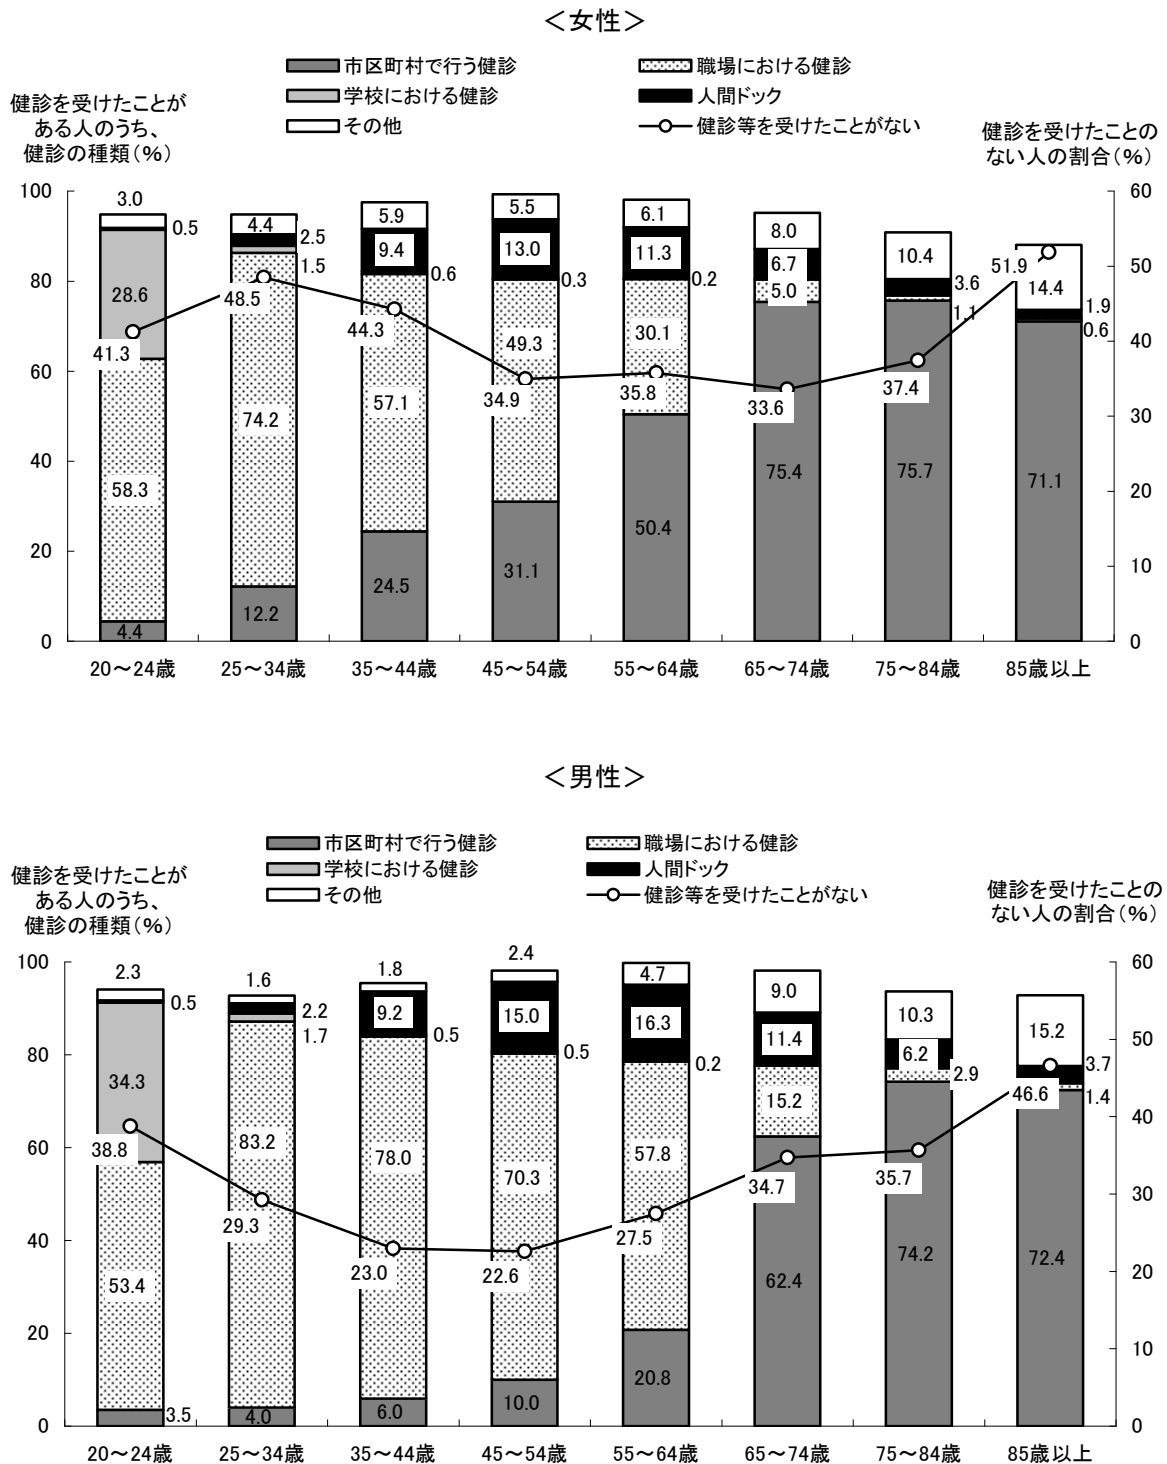 <女性>
市区町村で行う健診
職場における健診
学校における健診
人間ドック
その他
健診等を受けたことがない
健診を受けたことが
ある人のうち、
健診の種類(%)
健診を受けたことの
ない人の割合(%)
100
80
60
40
20
0
60
50
40
30
20
10
0
3.0
0.5
28.6
41.3
58.3
4.4
4.4
2.5
1.5
48.5
74.2
12.2
5.9
9.4
0.6
44.3
57.1
24.5
5.5
13.0
0.3
49.3
34.9
31.1
6.1
11.3
0.2
30.1
35.8
50.4
8.0
6.7
5.0
33.6
75.4
10.4
3.6
1.1
37.4
75.7
51.9
14.4
1.9
0.6
71.1
20~24歳
25~34歳
35~44歳
45~54歳
55~64歳
65~74歳
75~84歳
85歳以上
<男性>
市区町村で行う健診
職場における健診
学校における健診
人間ドック
その他
健診等を受けたことがない
健診を受けたことが
ある人のうち、
健診の種類(%)
健診を受けたことの
ない人の割合(%)
100
80
60
40
20
0
60
50
40
30
20
10
0
2.3
0.5
34.3
38.8
53.4
3.5
1.6
2.2
1.7
83.2
29.3
4.0
1.8
9.2
0.5
78.0
23.0
6.0
2.4
15.0
0.5
70.3
22.6
10.0
4.7
16.3
0.2
57.8
27.5
20.8
9.0
11.4
15.2
34.7
62.4
10.3
6.2
2.9
35.7
74.2
15.2
3.7
46.6
1.4
72.4
20~24歳
25~34歳
35~44歳
45~54歳
55~64歳
65~74歳
75~84歳
85歳以上